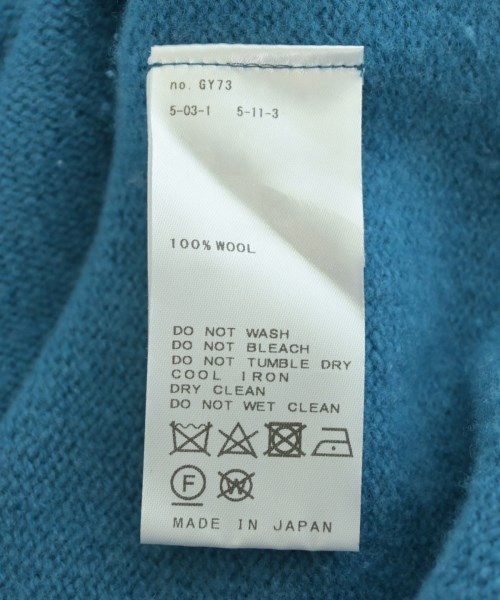 no. GY73
5-03-1 5-11-3
100% WOOL
DO NOT WASH
DO NOT BLEACH
DO NOT TUMBLE DRY
COOL IRON
DRY CLEAN
DO NOT WET CLEAN
F W
MADE IN JAPAN